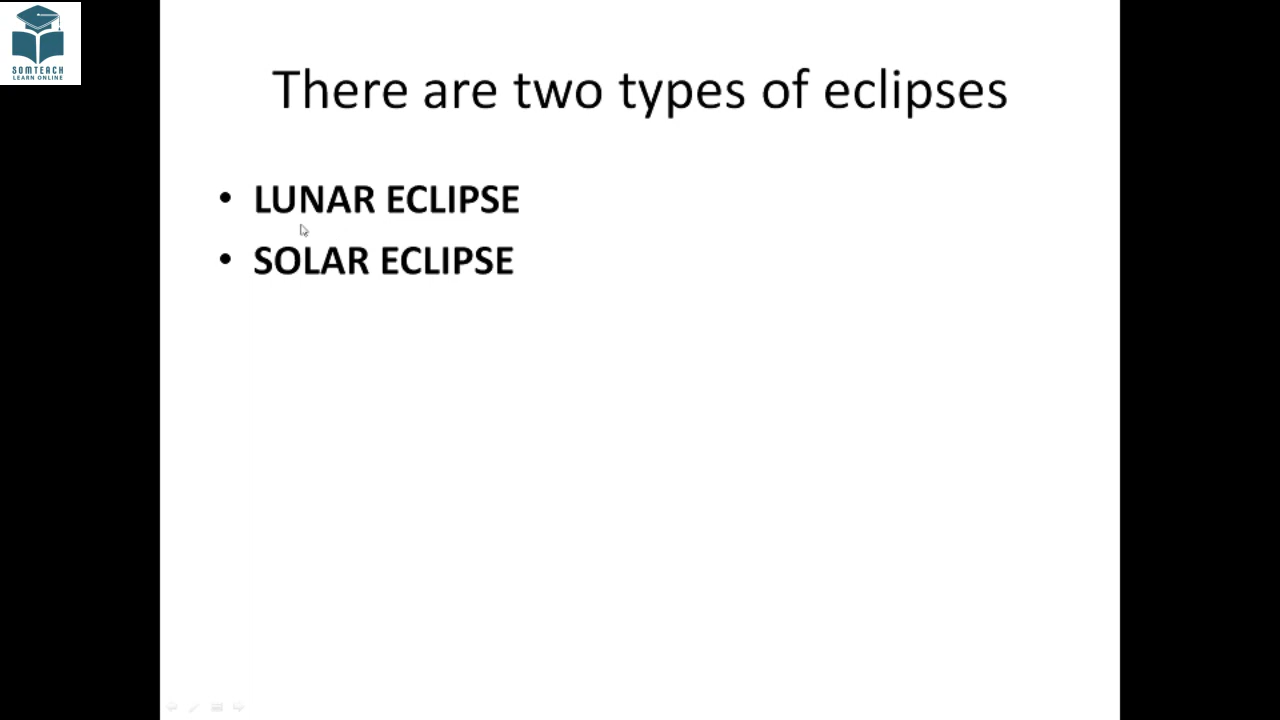 SOMTEACH
LEARN ONLINE
There are two types of eclipses
• LUNAR ECLIPSE
• SOLAR ECLIPSE